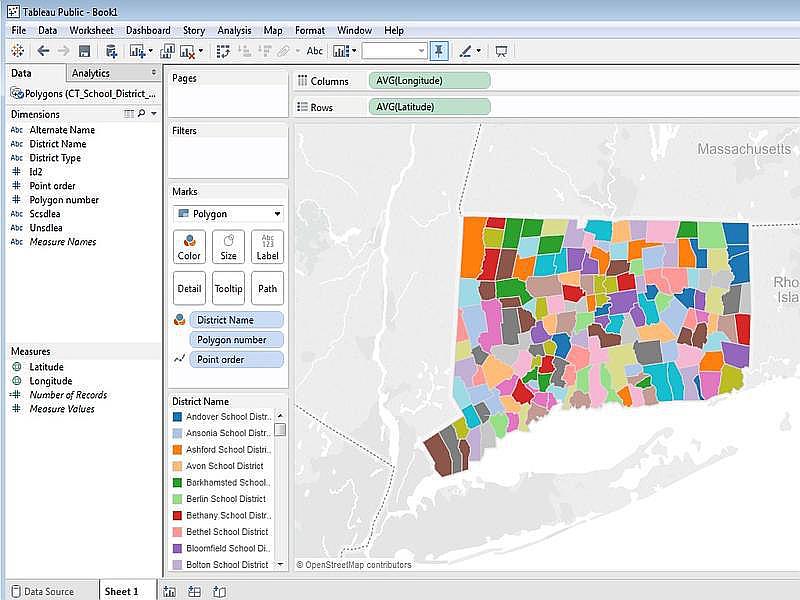 Tableau Public - Book1
File Data Worksheet Dashboard Story Analysis Map Format Window Help
Abc
Data Analytics
Polygons (CT_School_District_...
Dimensions
Abc Alternate Name
Abc District Name
Abc District Type
# Id2
# Point order
# Polygon number
Abc Scsdlea
Abc Unsdlea
Abc Measure Names
Measures
Latitude
Longitude
Number of Records
Measure Values
Pages
Filters
Marks
Polygon
Color Size Abc 123 Label
Detail Tooltip Path
District Name
Polygon number
Point order
District Name
Andover School Distr..
Ansonia School Distri..
Ashford School Distri..
Avon School District
Barkhamsted School..
Berlin School District
Bethany School Distr..
Bethel School District
Bloomfield School Di..
Bolton School District
Columns AVG(Longitude)
Rows AVG(Latitude)
Massachusetts
Rho
Isla
© OpenStreetMap contributors
Data Source Sheet 1